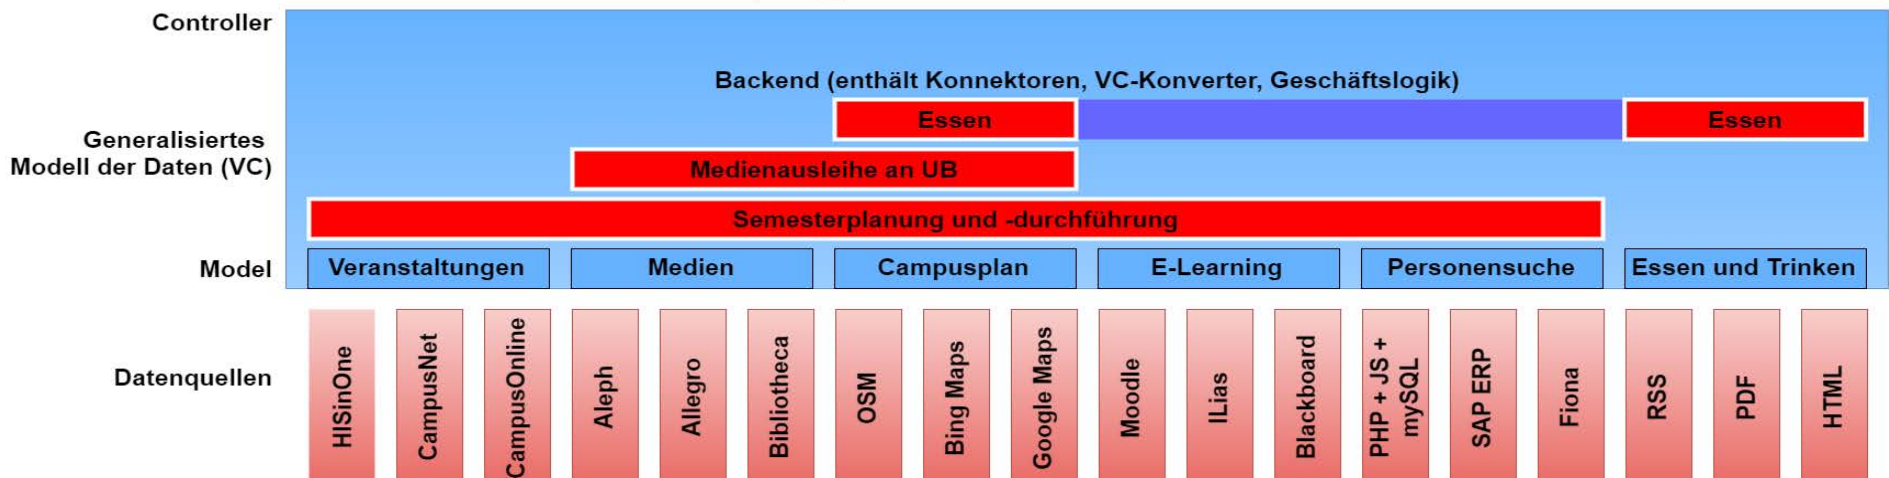 Controller
Backend (enthält Konnektoren, VC-Konverter, Geschäftslogik)
Essen
Essen
Generalisiertes
Modell der Daten (VC)
Medienausleihe an UB
Semesterplanung und -durchführung
Model
Veranstaltungen
Medien
Campusplan
E-Learning
Personensuche
Essen und Trinken
Datenquellen
HISinOne
CampusNet
CampusOnline
Aleph
Allegro
Bibliotheca
OSM
Bing Maps
Google Maps
Moodle
ILias
Blackboard
PHP + JS +
mySQL
SAP ERP
Fiona
RSS
PDF
HTML